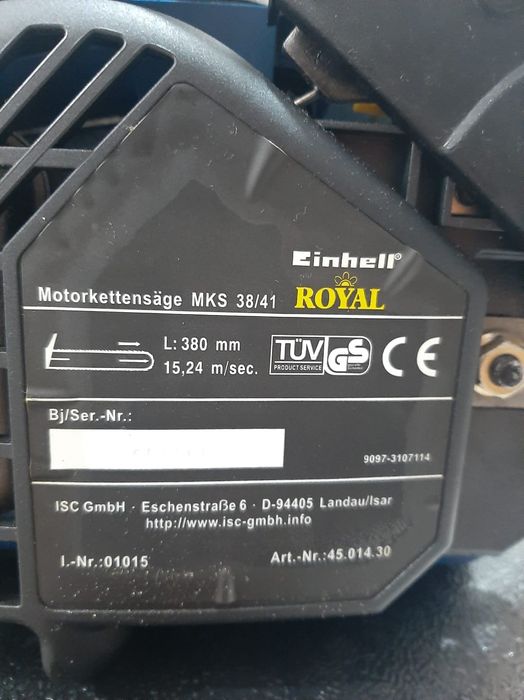 Einhell®
Motorkettensäge MKS 38/41 ROYAL
L: 380 mm
15,24 m/sec.
TÜV GS CE
PRODUCT SERVICE
Bj/Ser.-Nr.:
9097-3107114
ISC GmbH · Eschenstraße 6 · D-94405 Landau/Isar
http://www.isc-gmbh.info
I.-Nr.:01015 Art.-Nr.:45.014.30